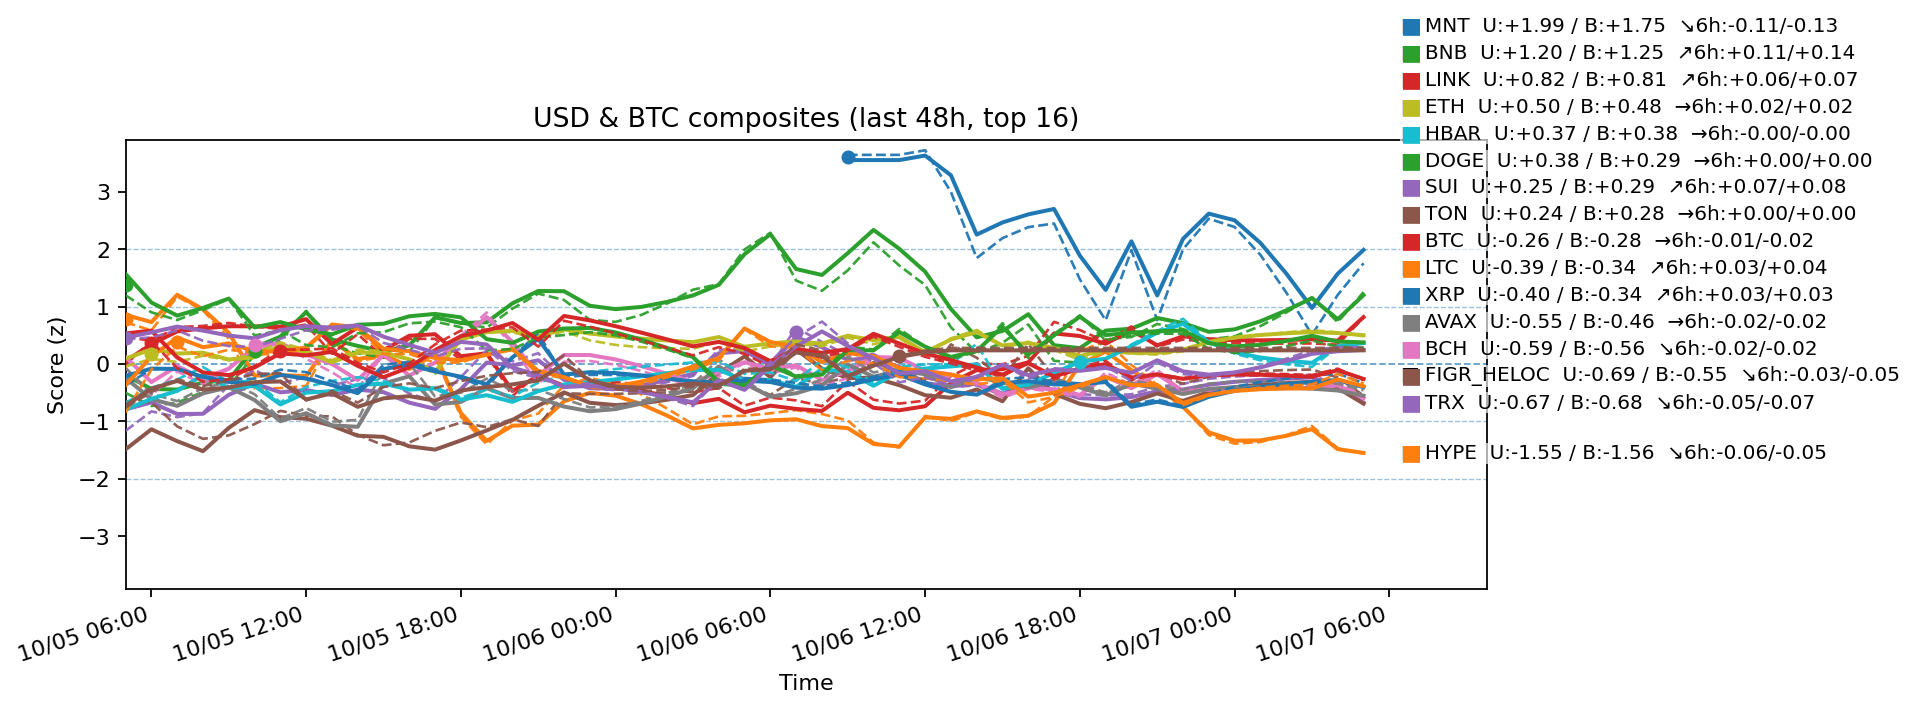 MNT U:+1.99 / B:+1.75 ↘6h:-0.11/-0.13
BNB U:+1.20 / B:+1.25 ↗6h:+0.11/+0.14
LINK U:+0.82 / B:+0.81 ↗6h:+0.06/+0.07
ETH U:+0.50 / B:+0.48 →6h:+0.02/+0.02
HBAR U:+0.37 / B:+0.38 →6h:-0.00/-0.00
DOGE U:+0.38 / B:+0.29 →6h:+0.00/+0.00
SUI U:+0.25 / B:+0.29 ↗6h:+0.07/+0.08
TON U:+0.24 / B:+0.28 →6h:+0.00/+0.00
BTC U:-0.26 / B:-0.28 →6h:-0.01/-0.02
LTC U:-0.39 / B:-0.34 ↗6h:+0.03/+0.04
XRP U:-0.40 / B:-0.34 ↗6h:+0.03/+0.03
AVAX U:-0.55 / B:-0.46 →6h:-0.02/-0.02
BCH U:-0.59 / B:-0.56 ↘6h:-0.02/-0.02
FIGR_HELOC U:-0.69 / B:-0.55 ↘6h:-0.03/-0.05
TRX U:-0.67 / B:-0.68 ↘6h:-0.05/-0.07
HYPE U:-1.55 / B:-1.56 ↘6h:-0.06/-0.05
USD & BTC composites (last 48h, top 16)
Score (z)
3
2
1
0
−1
−2
−3
10/05 06:00
10/05 12:00
10/05 18:00
10/06 00:00
10/06 06:00
10/06 12:00
10/06 18:00
10/07 00:00
10/07 06:00
Time